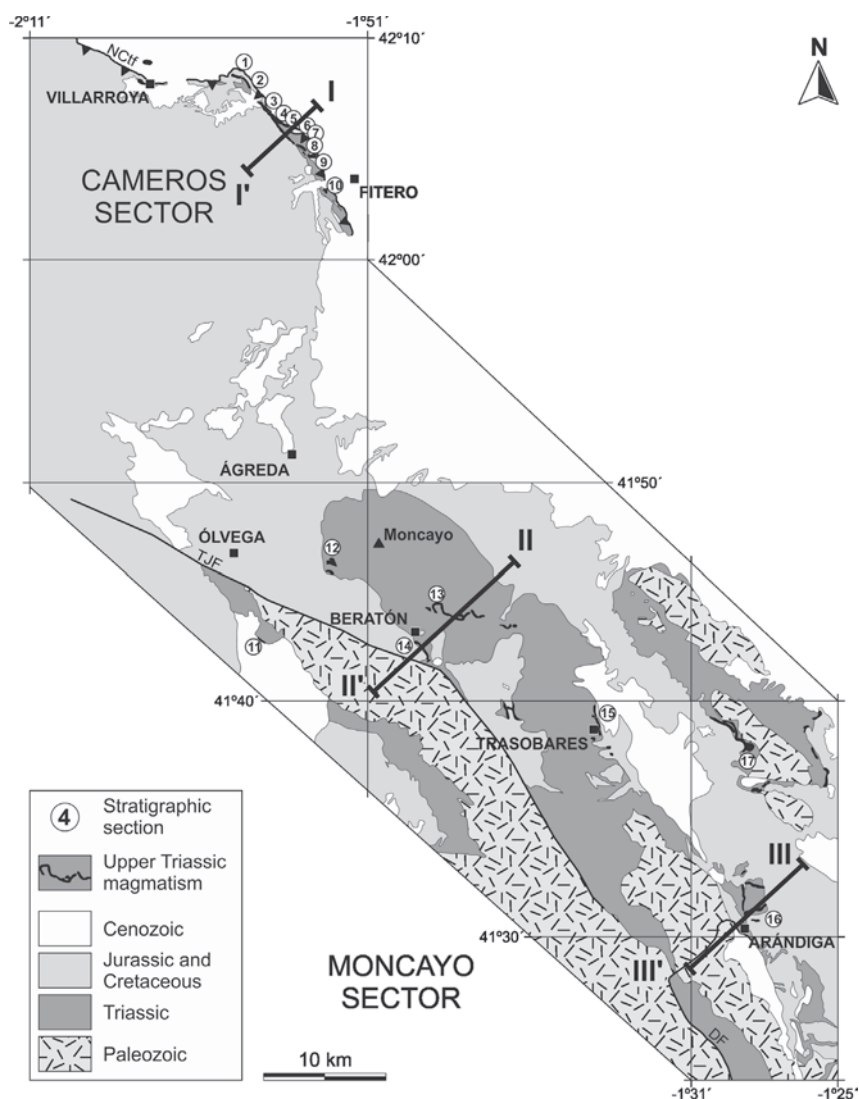 -2°11
-1°51
42°10´
N
NCtf
1
2
VILLARROYA
3
I
4
5
6
7
8
I'
9
CAMEROS
SECTOR
10
FITERO
42°00´
ÁGREDA
41°50´
ÓLVEGA
12
Moncayo
II
TJF
13
BERATÓN
11
14
II'
41°40´
15
TRASOBARES
17
4
Stratigraphic
section
Upper Triassic
magmatism
III
Cenozoic
16
ARÁNDIGA
41°30´
Jurassic and
Cretaceous
MONCAYO
SECTOR
III'
Triassic
DF
Paleozoic
10 km
-1°31
-1°25´